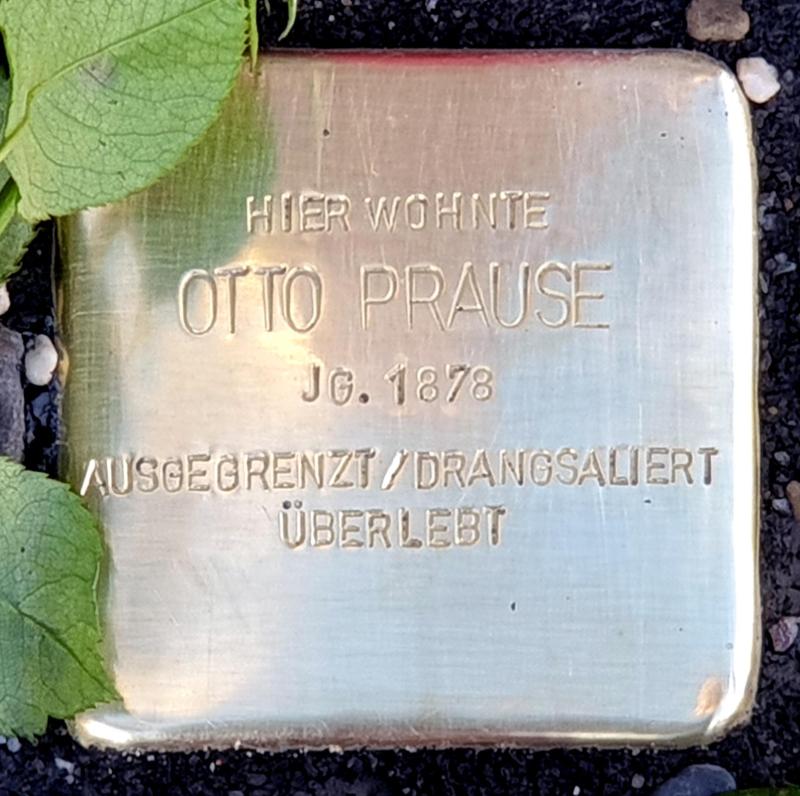 HIER WOHNTE
OTTO PRAUSE
JG. 1878
AUSGEGRENZT/DRANGSALIERT
ÜBERLEBT